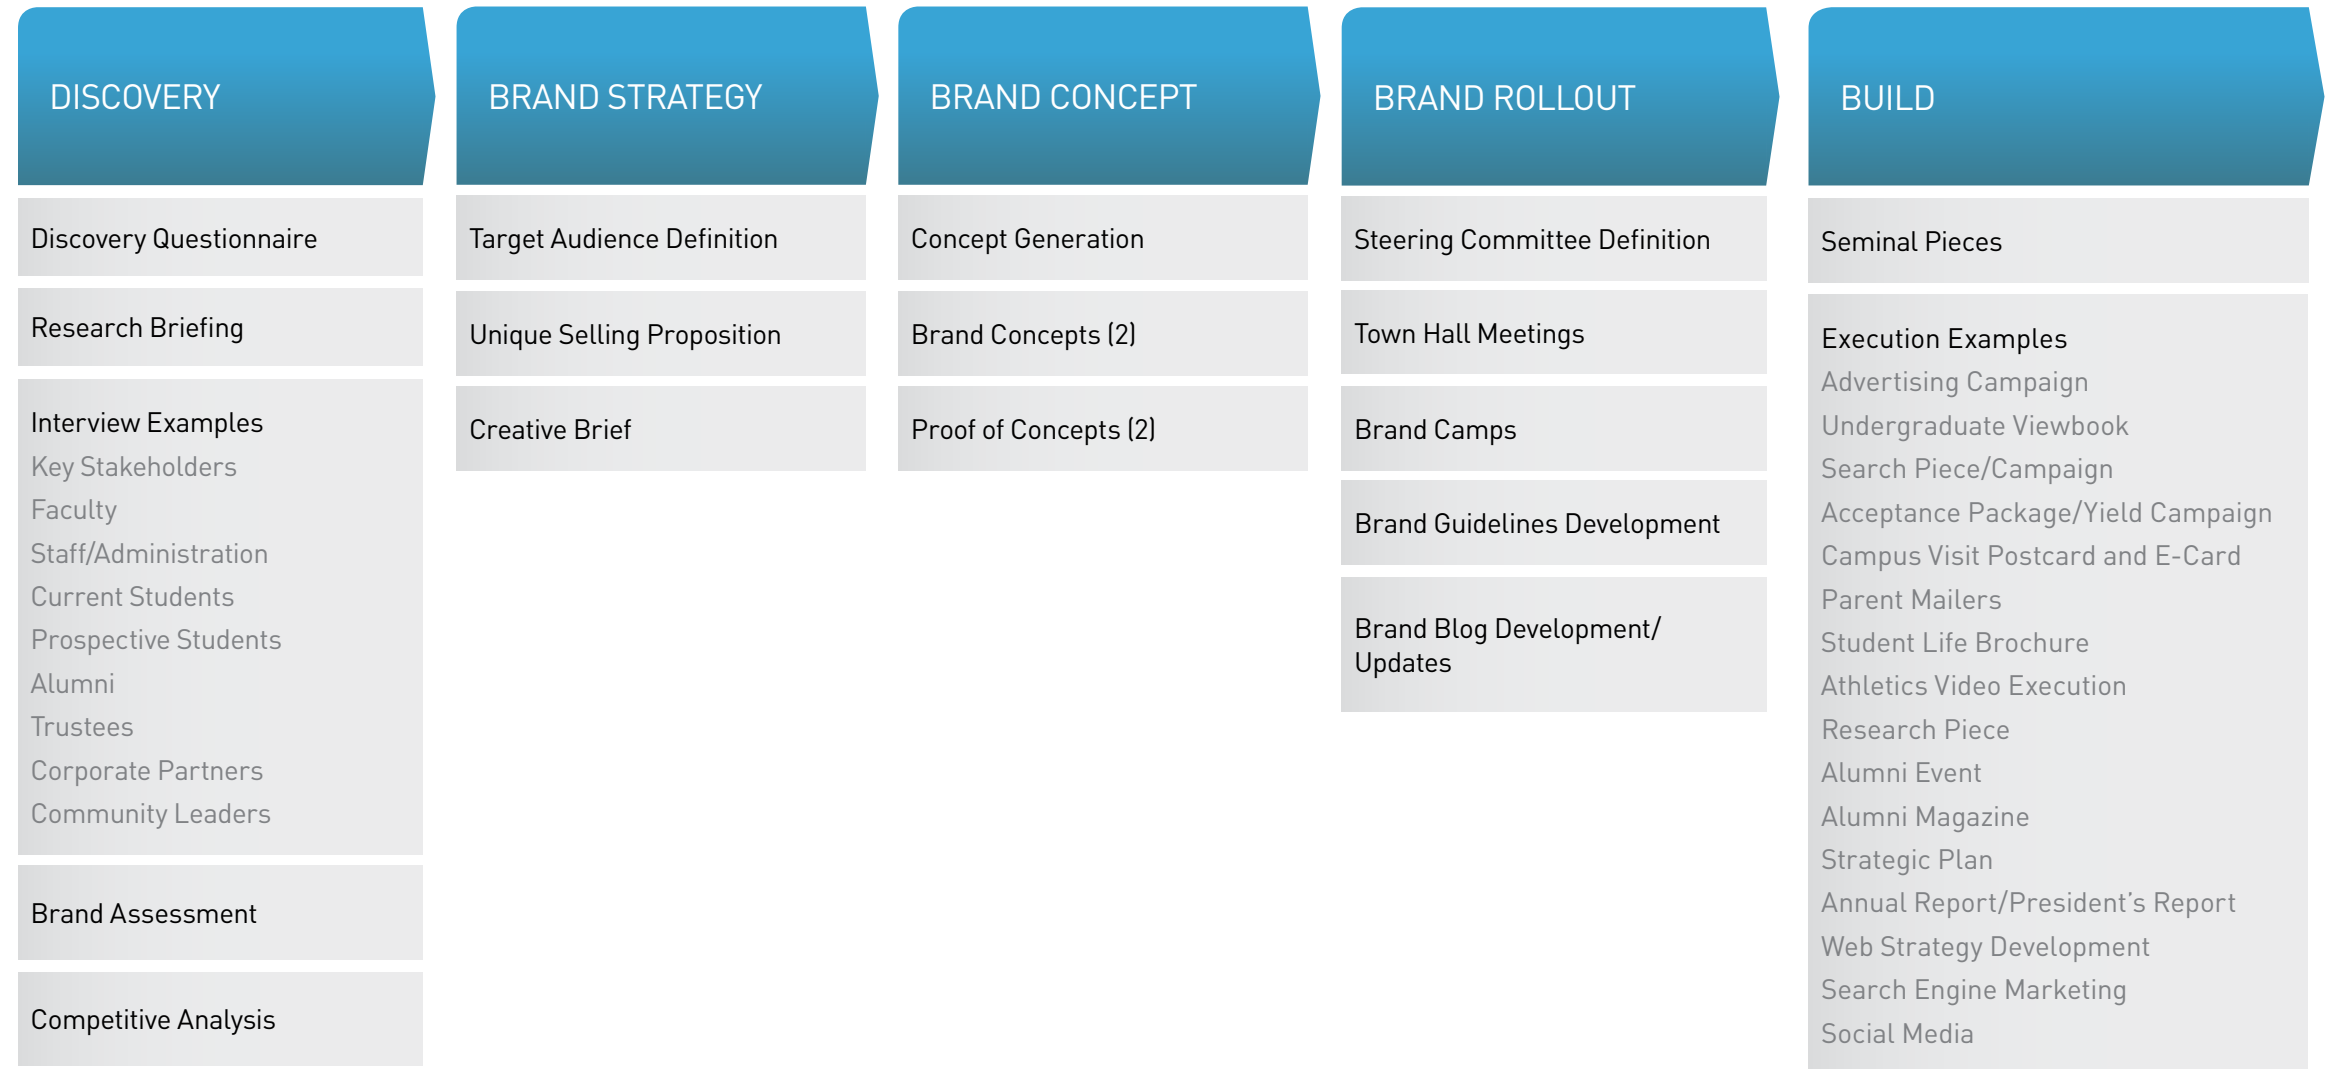 DISCOVERY
Discovery Questionnaire
Research Briefing
Interview Examples
Key Stakeholders
Faculty
Staff/Administration
Current Students
Prospective Students
Alumni
Trustees
Corporate Partners
Community Leaders
Brand Assessment
Competitive Analysis
BRAND STRATEGY
Target Audience Definition
Unique Selling Proposition
Creative Brief
BRAND CONCEPT
Concept Generation
Brand Concepts (2)
Proof of Concepts (2)
BRAND ROLLOUT
Steering Committee Definition
Town Hall Meetings
Brand Camps
Brand Guidelines Development
Brand Blog Development/
Updates
BUILD
Seminal Pieces
Execution Examples
Advertising Campaign
Undergraduate Viewbook
Search Piece/Campaign
Acceptance Package/Yield Campaign
Campus Visit Postcard and E-Card
Parent Mailers
Student Life Brochure
Athletics Video Execution
Research Piece
Alumni Event
Alumni Magazine
Strategic Plan
Annual Report/President’s Report
Web Strategy Development
Search Engine Marketing
Social Media